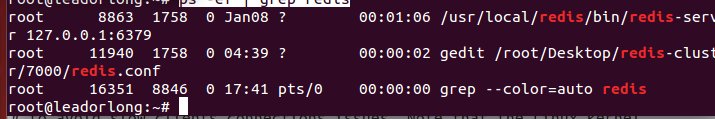 ps -ef | grep redis
root 8863 1758 0 Jan08 ? 00:01:06 /usr/local/redis/bin/redis-serv
r 127.0.0.1:6379
root 11940 1758 0 04:39 ? 00:00:02 gedit /root/Desktop/redis-clust
r/7000/redis.conf
root 16351 8846 0 17:41 pts/0 00:00:00 grep --color=auto redis
root@leadorlong:~#